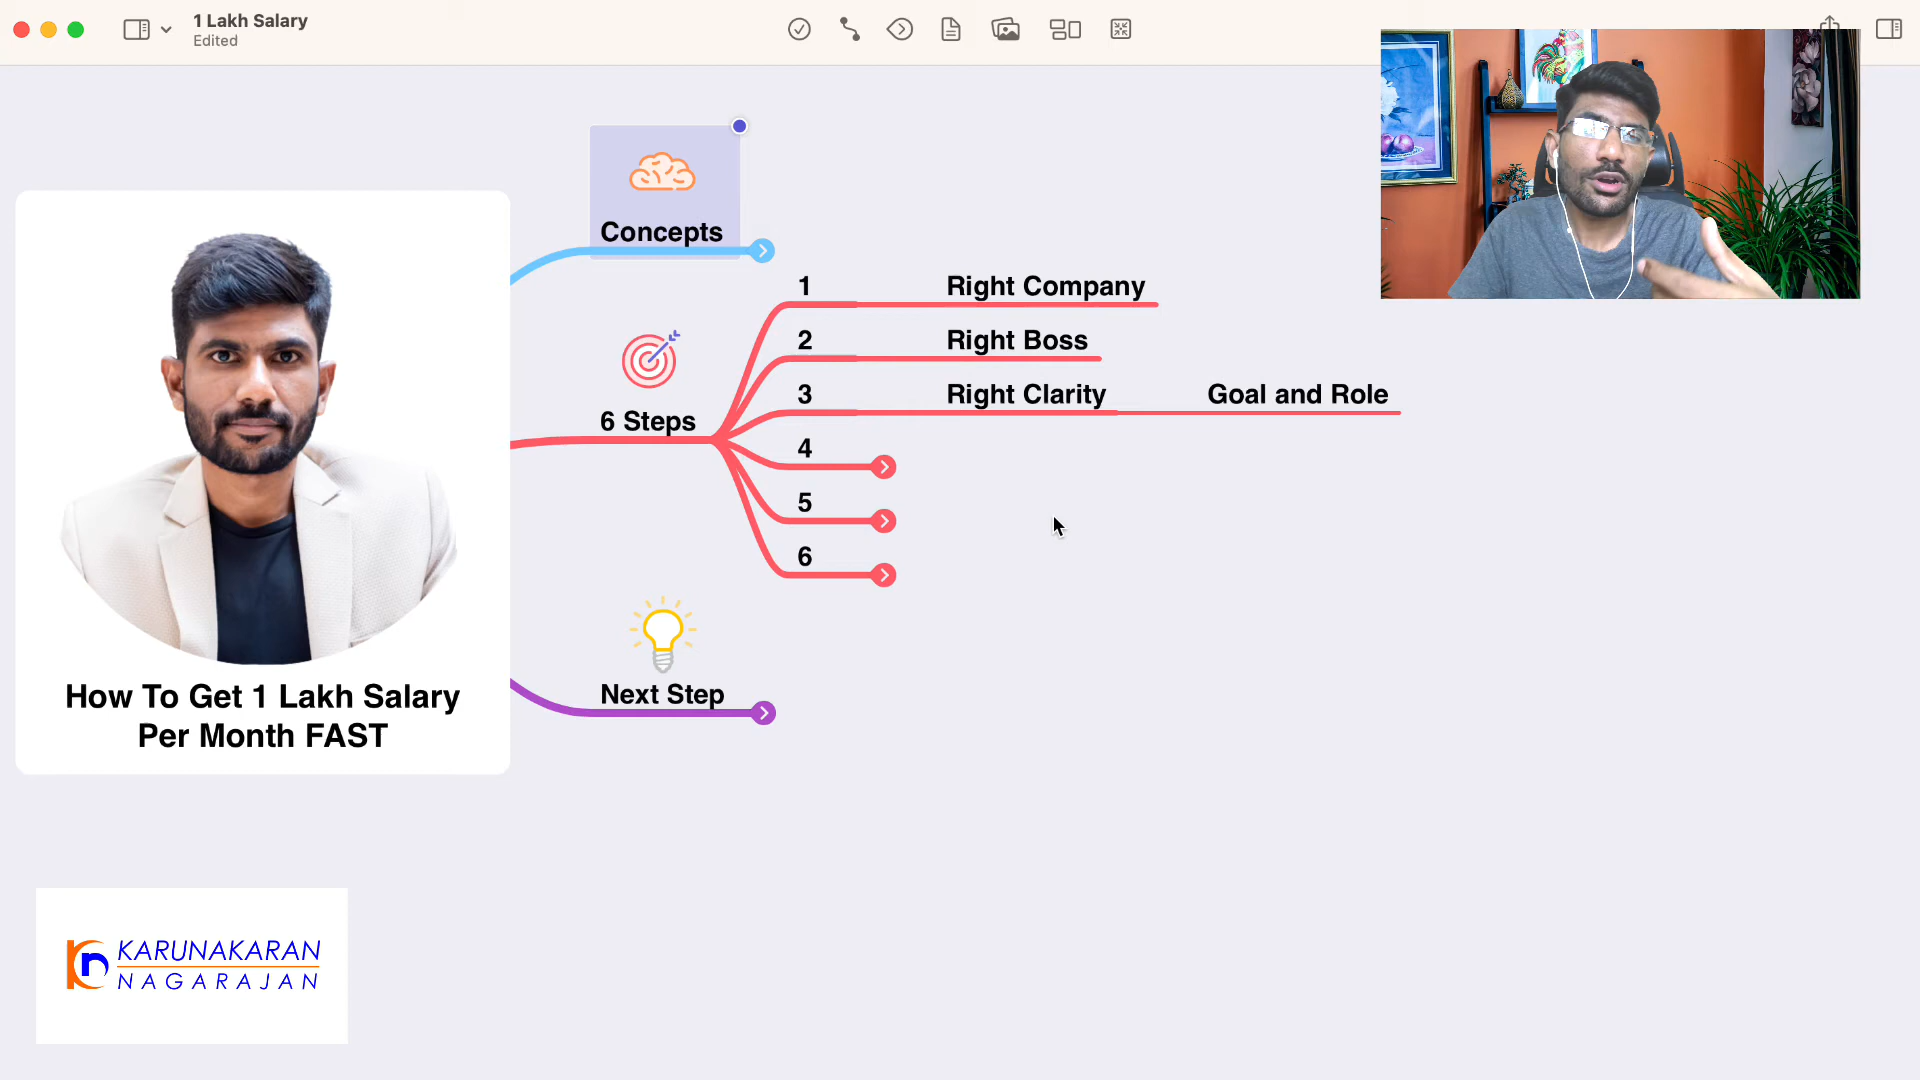 1 Lakh Salary
Edited
Concepts
1 Right Company
2 Right Boss
3 Right Clarity Goal and Role
6 Steps
4
5
6
Next Step
How To Get 1 Lakh Salary
Per Month FAST
KARUNAKARAN
NAGARAJAN